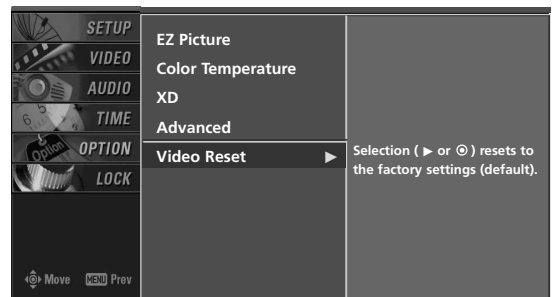 SETUP
VIDEO
AUDIO
TIME
OPTION
LOCK
Move MENU Prev
EZ Picture
Color Temperature
XD
Advanced
Video Reset ▶
Selection ( ▶ or ⊙ ) resets to
the factory settings (default).